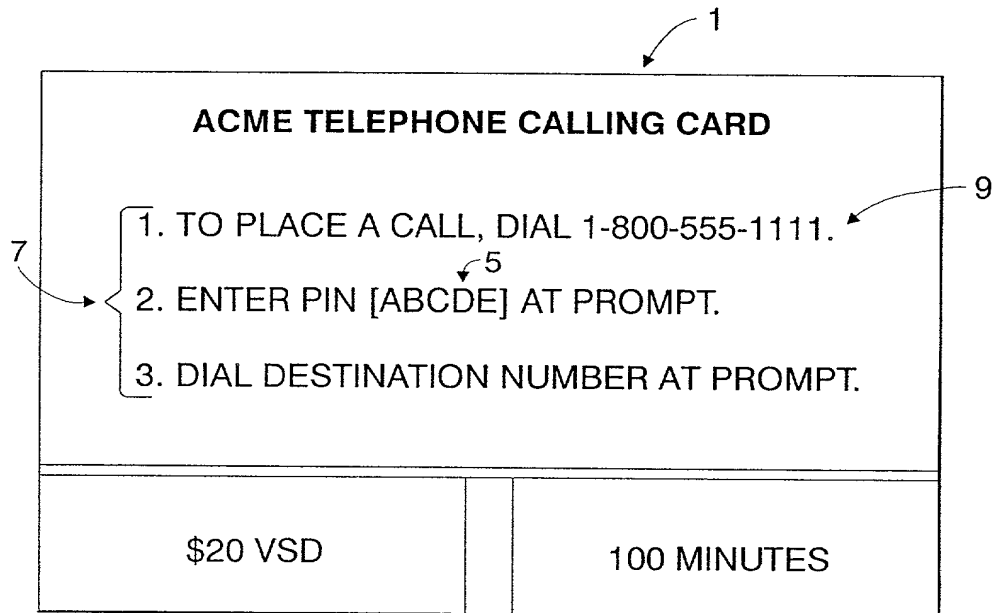 1
ACME TELEPHONE CALLING CARD
9
1. TO PLACE A CALL, DIAL 1-800-555-1111.
7
5
2. ENTER PIN [ABCDE] AT PROMPT.
3. DIAL DESTINATION NUMBER AT PROMPT.
$20 VSD
100 MINUTES